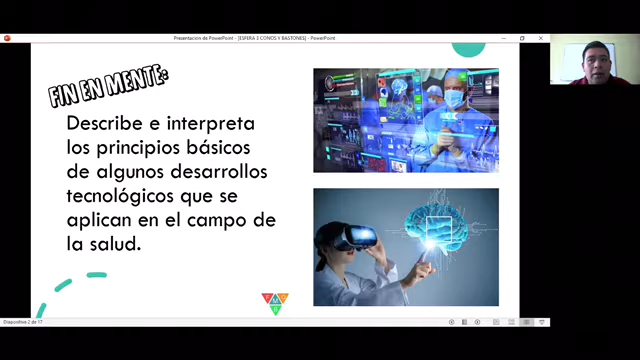 Presentación de PowerPoint - [ESFERA I CONOS Y BASTONES] - PowerPoint
FIN EN MENTE:
Describe e interpreta
los principios básicos
de algunos desarrollos
tecnológicos que se
aplican en el campo de
la salud.
Diapositiva 2 de 17